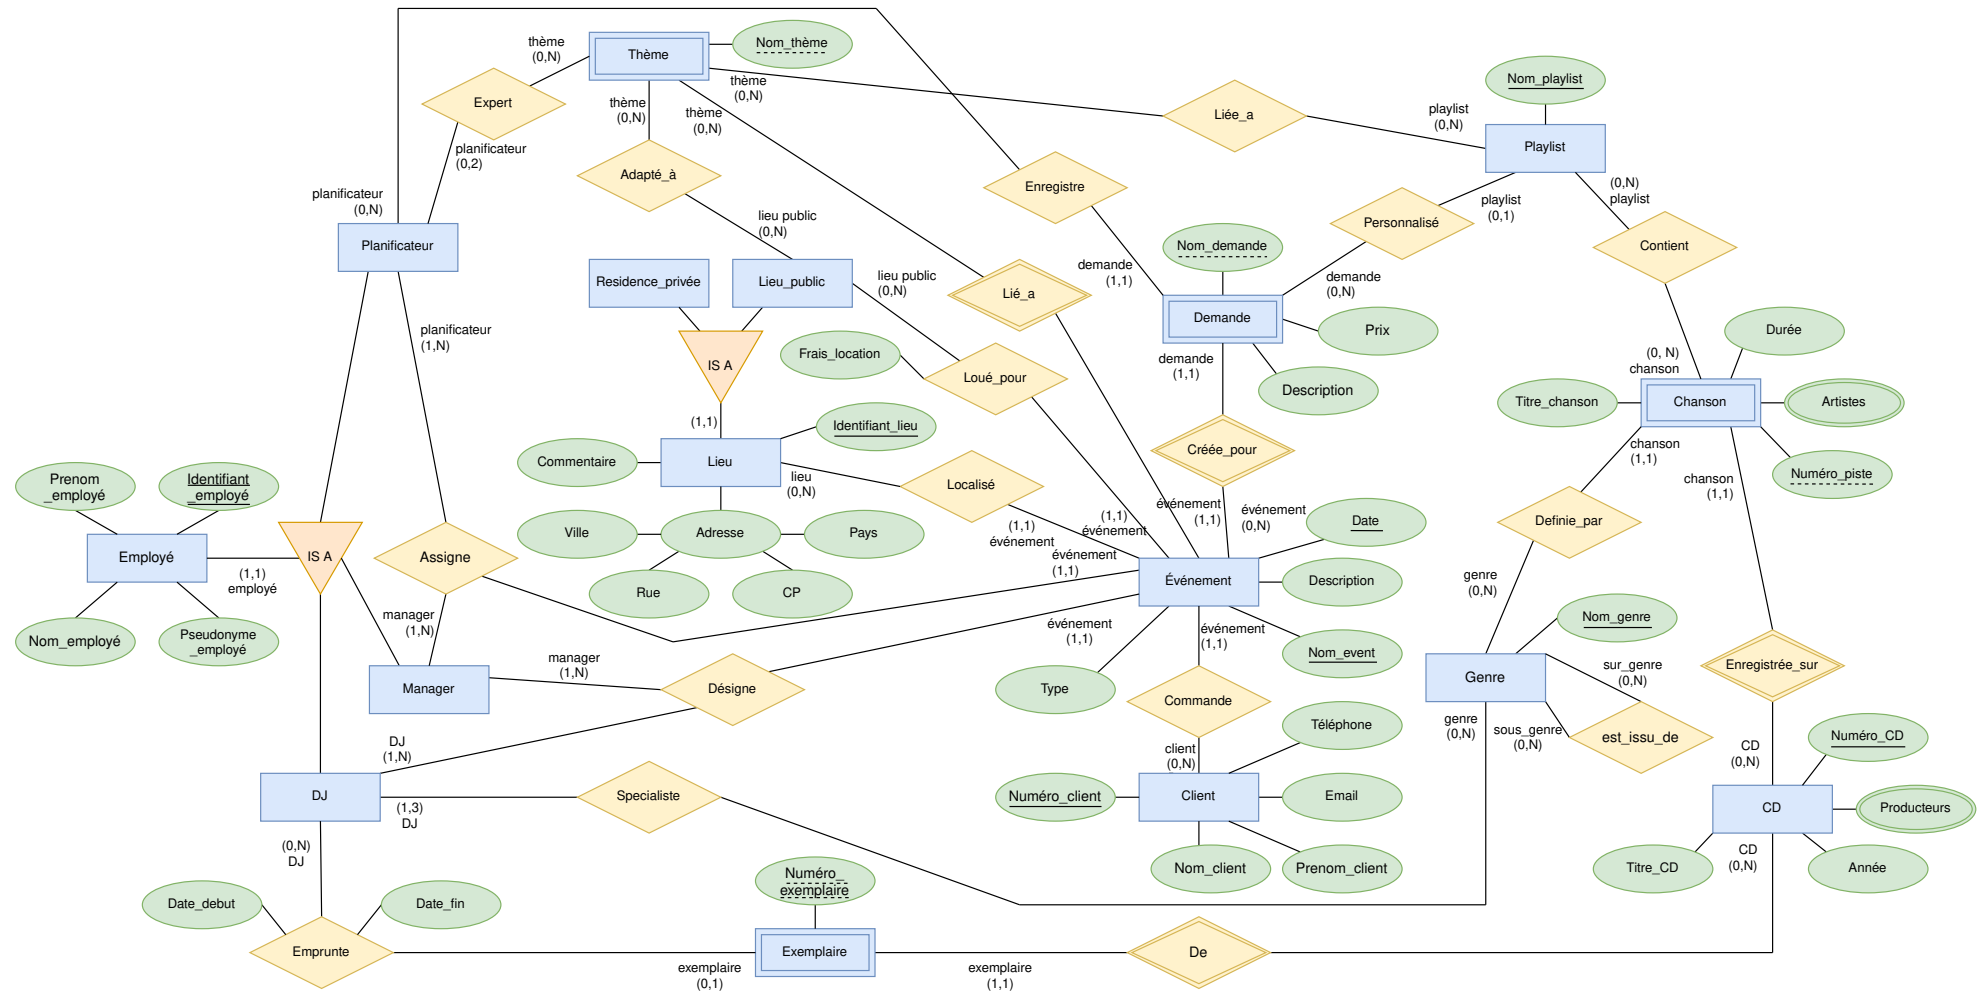 thème
(0,N)
Thème
Nom_thème
Expert
thème
(0,N)
thème
(0,N)
thème
(0,N)
Liée_a
playlist
(0,N)
Nom_playlist
Playlist
planificateur
(0,2)
Adapté_à
planificateur
(0,N)
Planificateur
lieu public
(0,N)
Enregistre
playlist
(0,1)
(0,N)
playlist
Personnalisé
Contient
Nom_demande
demande
(1,1)
demande
(0,N)
Residence_privée
Lieu_public
lieu public
(0,N)
Lié_a
Demande
Prix
Durée
planificateur
(1,N)
IS A
Frais_location
Loué_pour
demande
(1,1)
Description
(0, N)
chanson
Titre_chanson
Chanson
Artistes
(1,1)
Identifiant_lieu
Commentaire
Lieu
lieu
(0,N)
Localisé
Créée_pour
chanson
(1,1)
chanson
(1,1)
Numéro_piste
Prenom
_employé
Identifiant
_employé
Ville
Adresse
Pays
(1,1)
événement
(1,1)
événement
événement
(1,1)
événement
(0,N)
Date
Definie_par
Employé
(1,1)
employé
IS A
Assigne
événement
(1,1)
Rue
CP
Événement
Description
genre
(0,N)
Nom_employé
Pseudonyme
_employé
manager
(1,N)
événement
(1,1)
événement
(1,1)
Nom_event
Nom_genre
Manager
manager
(1,N)
Désigne
Type
Commande
Genre
sur_genre
(0,N)
Enregistrée_sur
genre
(0,N)
sous_genre
(0,N)
est_issu_de
DJ
(1,N)
client
(0,N)
Téléphone
CD
(0,N)
Numéro_CD
DJ
(1,3)
DJ
Specialiste
Numéro_client
Client
Email
CD
Producteurs
(0,N)
DJ
Nom_client
Prenom_client
Titre_CD
CD
(0,N)
Année
Numéro_
exemplaire
Date_debut
Date_fin
Emprunte
exemplaire
(0,1)
Exemplaire
exemplaire
(1,1)
De